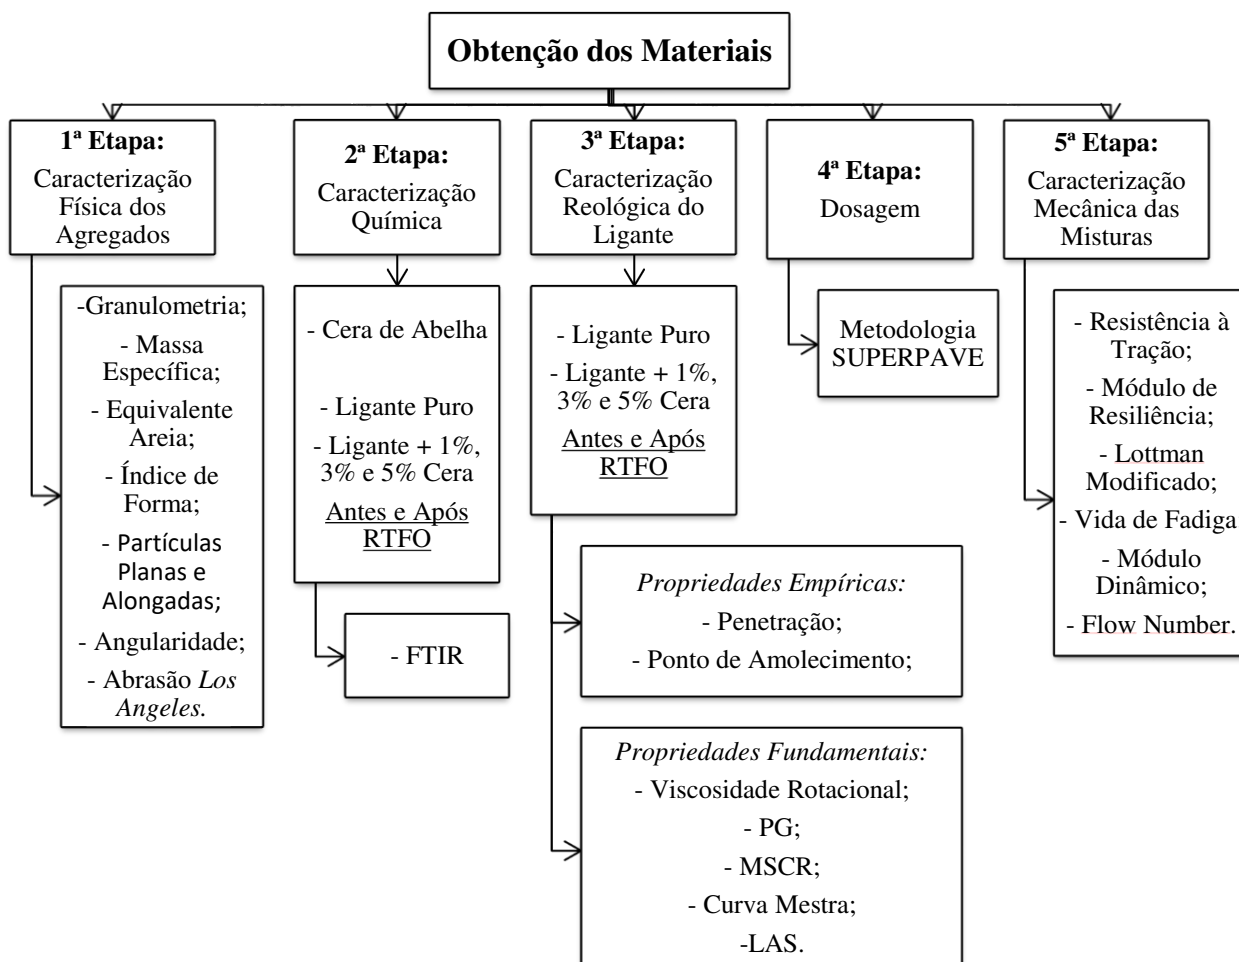 Obtenção dos Materiais
1ª Etapa:
Caracterização
Física dos
Agregados
2ª Etapa:
Caracterização
Química
3ª Etapa:
Caracterização
Reológica do
Ligante
4ª Etapa:
Dosagem
5ª Etapa:
Caracterização
Mecânica das
Misturas
-Granulometria;
- Massa
Específica;
- Equivalente
Areia;
- Índice de
Forma;
- Partículas
Planas e
Alongadas;
- Angularidade;
- Abrasão Los
Angeles.
- Cera de Abelha
- Ligante Puro
- Ligante + 1%,
3% e 5% Cera
Antes e Após
RTFO
- FTIR
- Ligante Puro
- Ligante + 1%,
3% e 5% Cera
Antes e Após
RTFO
Propriedades Empíricas:
- Penetração;
- Ponto de Amolecimento;
Propriedades Fundamentais:
- Viscosidade Rotacional;
- PG;
- MSCR;
- Curva Mestra;
-LAS.
Metodologia
SUPERPAVE
- Resistência à
Tração;
- Módulo de
Resiliência;
- Lottman
Modificado;
- Vida de Fadiga;
- Módulo
Dinâmico;
- Flow Number.